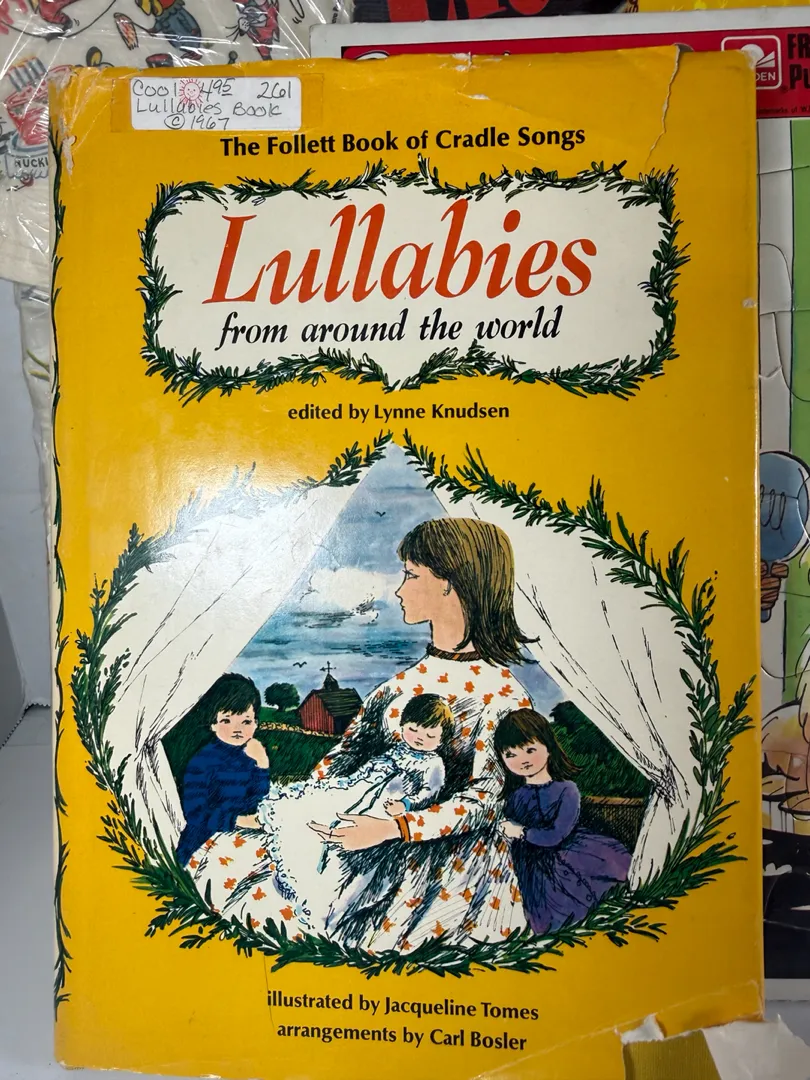 Cool 4.95 261
Lullabies Book
© 1967
The Follett Book of Cradle Songs
Lullabies
from around the world
edited by Lynne Knudsen
illustrated by Jacqueline Tomes
arrangements by Carl Bosler